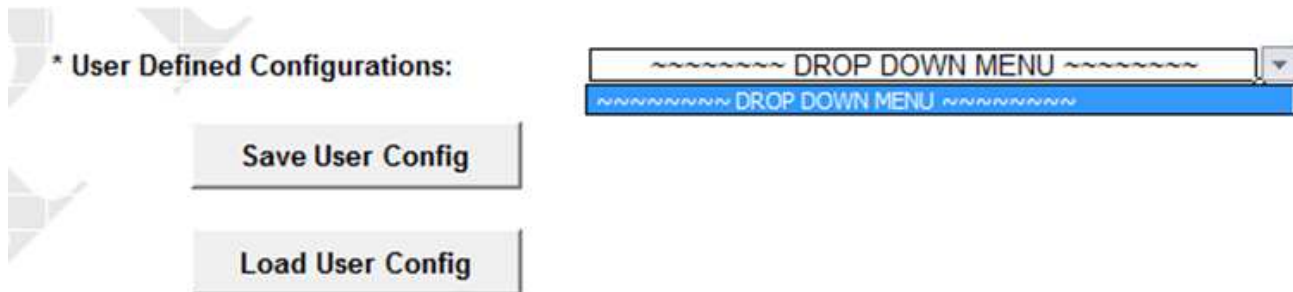 * User Defined Configurations:
~~~~~~~~ DROP DOWN MENU ~~~~~~~~
~~~~~~~~ DROP DOWN MENU ~~~~~~~~
Save User Config
Load User Config